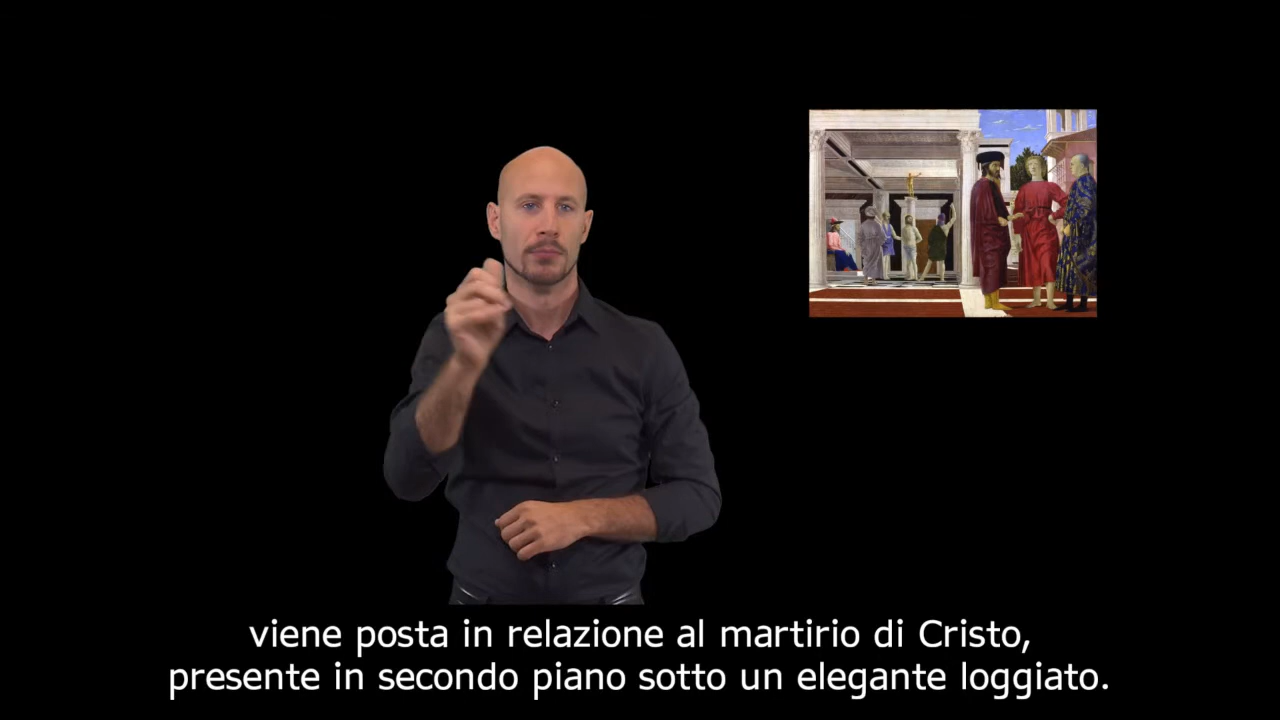 viene posta in relazione al martirio di Cristo,
presente in secondo piano sotto un elegante loggiato.